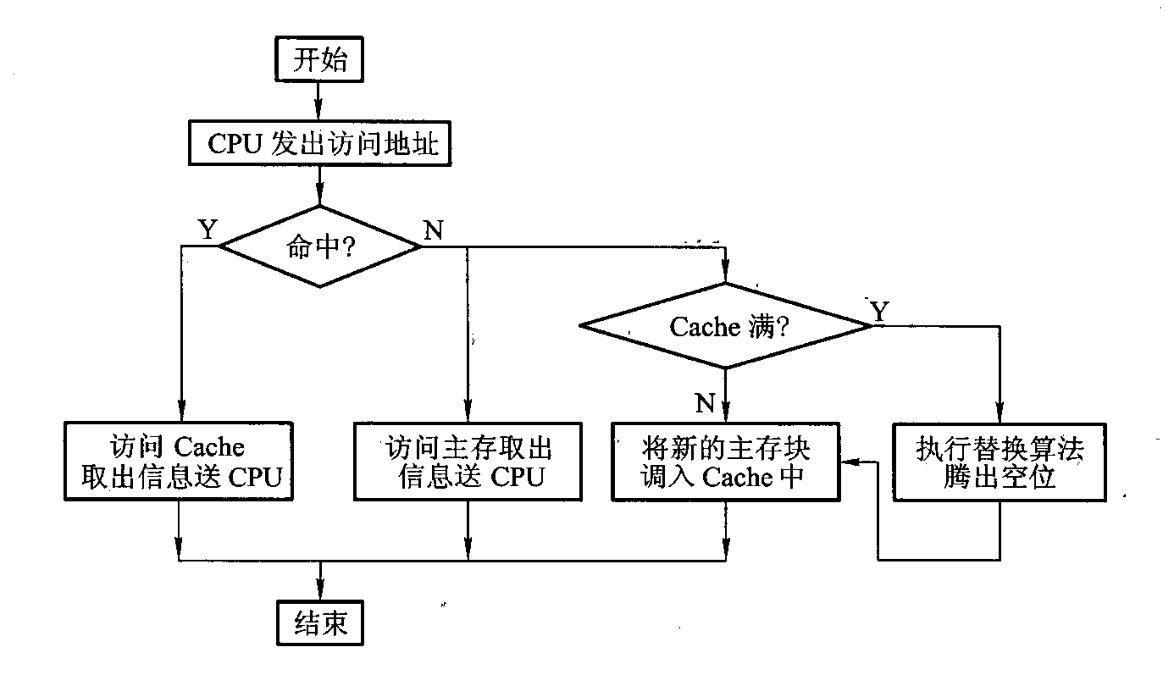 开始
CPU 发出访问地址
Y
命中?
N
Cache 满?
Y
N
访问 Cache
取出信息送 CPU
访问主存取出
信息送 CPU
将新的主存块
调入 Cache 中
执行替换算法
腾出空位
结束